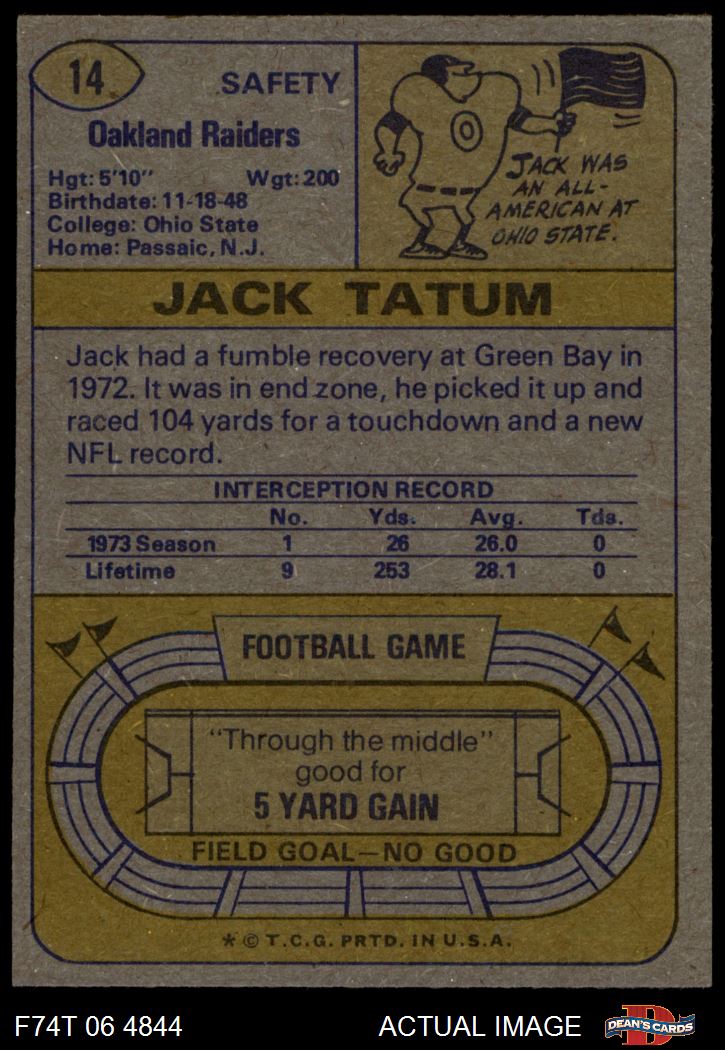 14
SAFETY
Oakland Raiders
Hgt: 5'10" Wgt: 200
Birthdate: 11-18-48
College: Ohio State
Home: Passaic, N.J.
JACK WAS
AN ALL-
AMERICAN AT
OHIO STATE.
0
JACK TATUM
Jack had a fumble recovery at Green Bay in
1972. It was in end zone, he picked it up and
raced 104 yards for a touchdown and a new
NFL record.
INTERCEPTION RECORD
No. Yds. Avg. Tds.
1973 Season 1 26 26.0 0
Lifetime 9 253 28.1 0
FOOTBALL GAME
"Through the middle"
good for
5 YARD GAIN
FIELD GOAL—NO GOOD
* © T.C.G. PRTD. IN U.S.A.
F74T 06 4844 ACTUAL IMAGE
D
DEAN'S CARDS